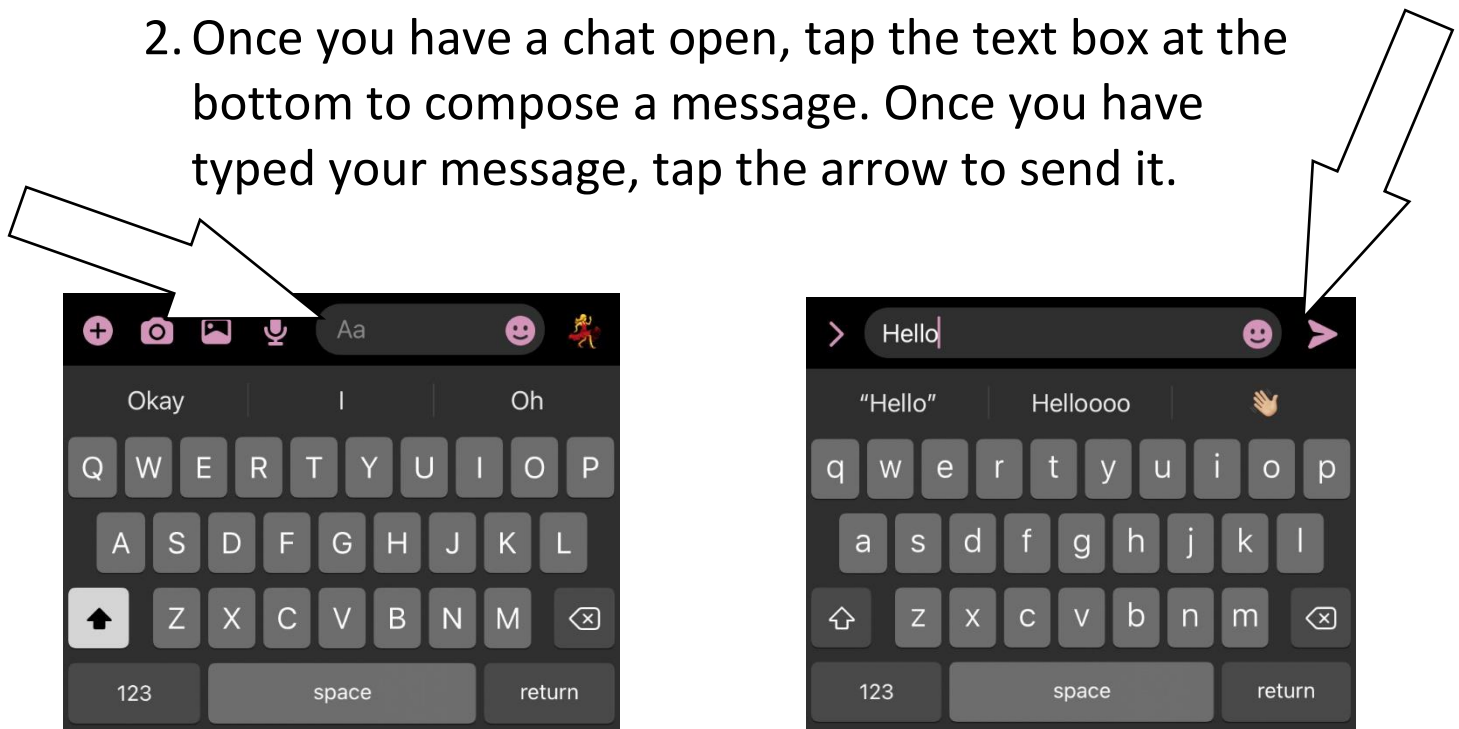 2. Once you have a chat open, tap the text box at the
bottom to compose a message. Once you have
typed your message, tap the arrow to send it.
Aa
Okay I Oh
Q W E R T Y U I O P
A S D F G H J K L
Z X C V B N M
123 space return
Hello
“Hello” Helloooo 👋🏼
q w e r t y u i o p
a s d f g h j k l
z x c v b n m
123 space return